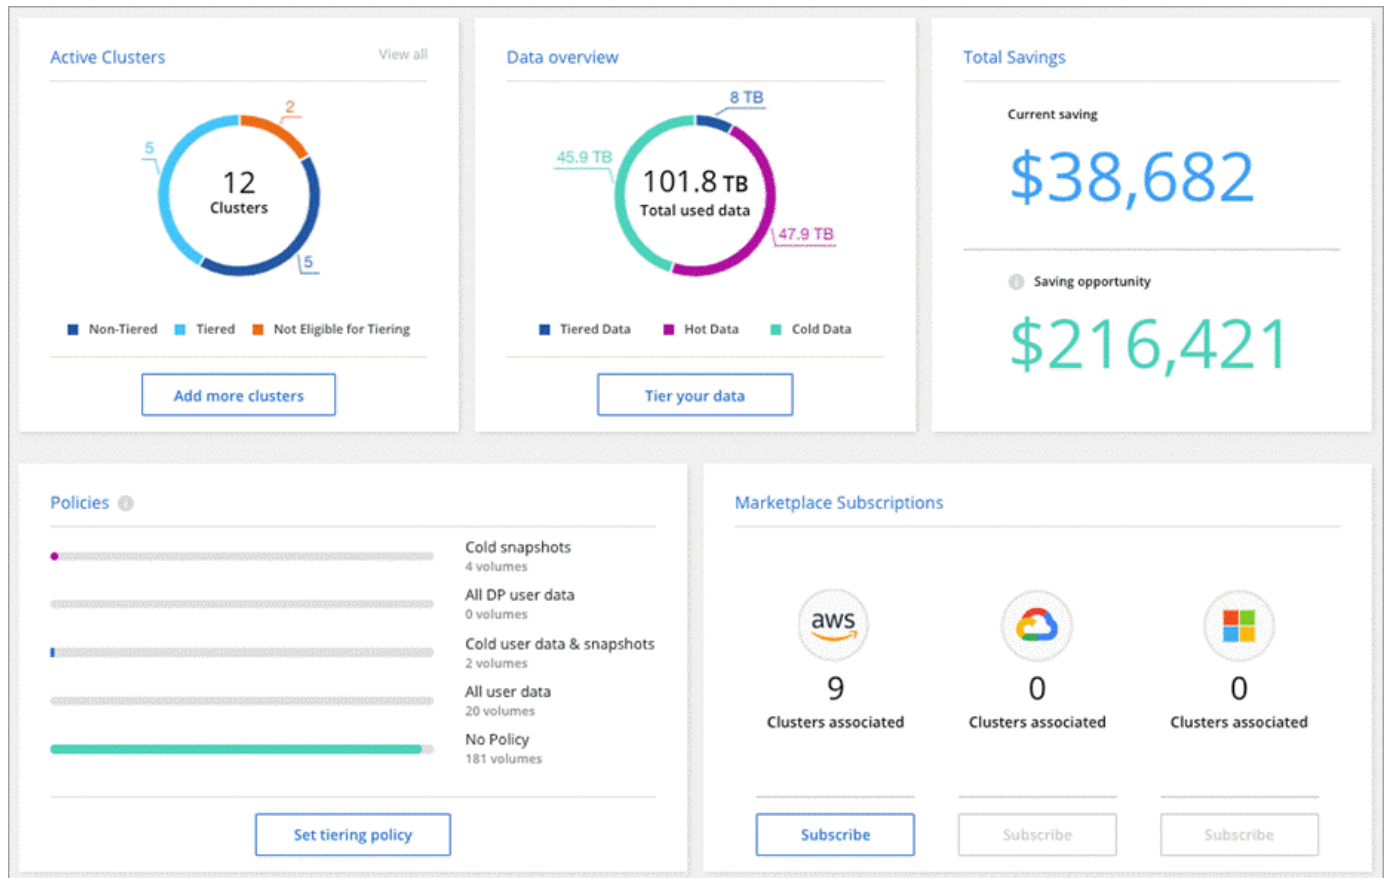 Active Clusters
View all
2
5
12
Clusters
5
Non-Tiered
Tiered
Not Eligible for Tiering
Add more clusters
Data overview
8 TB
45.9 TB
101.8 TB
Total used data
47.9 TB
Tiered Data
Hot Data
Cold Data
Tier your data
Total Savings
Current saving
$38,682
i
Saving opportunity
$216,421
Policies i
Cold snapshots
4 volumes
All DP user data
0 volumes
Cold user data & snapshots
2 volumes
All user data
20 volumes
No Policy
181 volumes
Set tiering policy
Marketplace Subscriptions
aws
9
Clusters associated
Subscribe
0
Clusters associated
Subscribe
0
Clusters associated
Subscribe